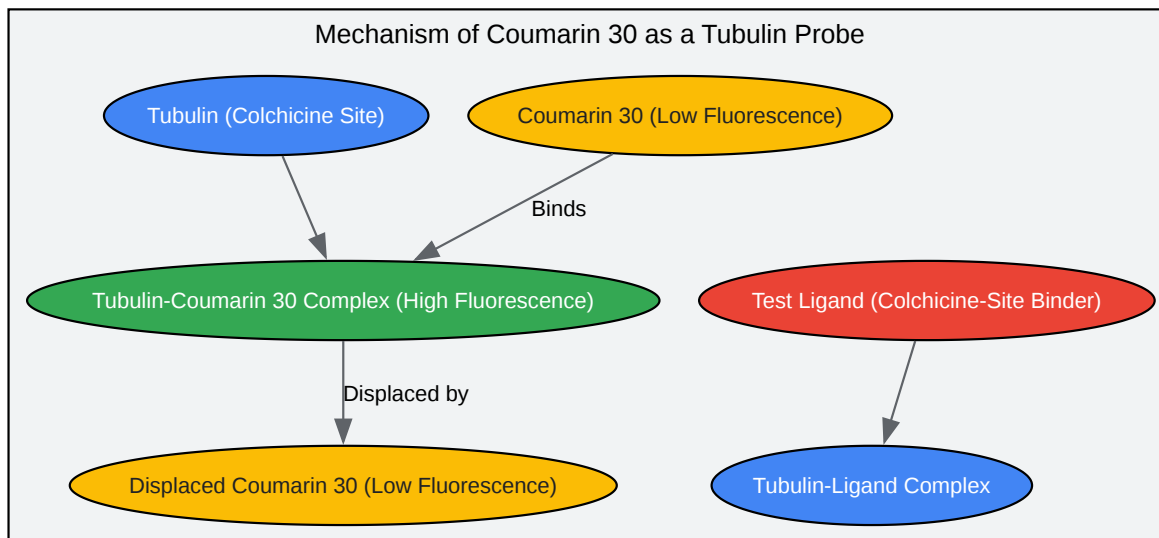 Mechanism of Coumarin 30 as a Tubulin Probe
Tubulin (Colchicine Site)
Coumarin 30 (Low Fluorescence)
Binds
Tubulin-Coumarin 30 Complex (High Fluorescence)
Test Ligand (Colchicine-Site Binder)
Displaced by
Displaced Coumarin 30 (Low Fluorescence)
Tubulin-Ligand Complex